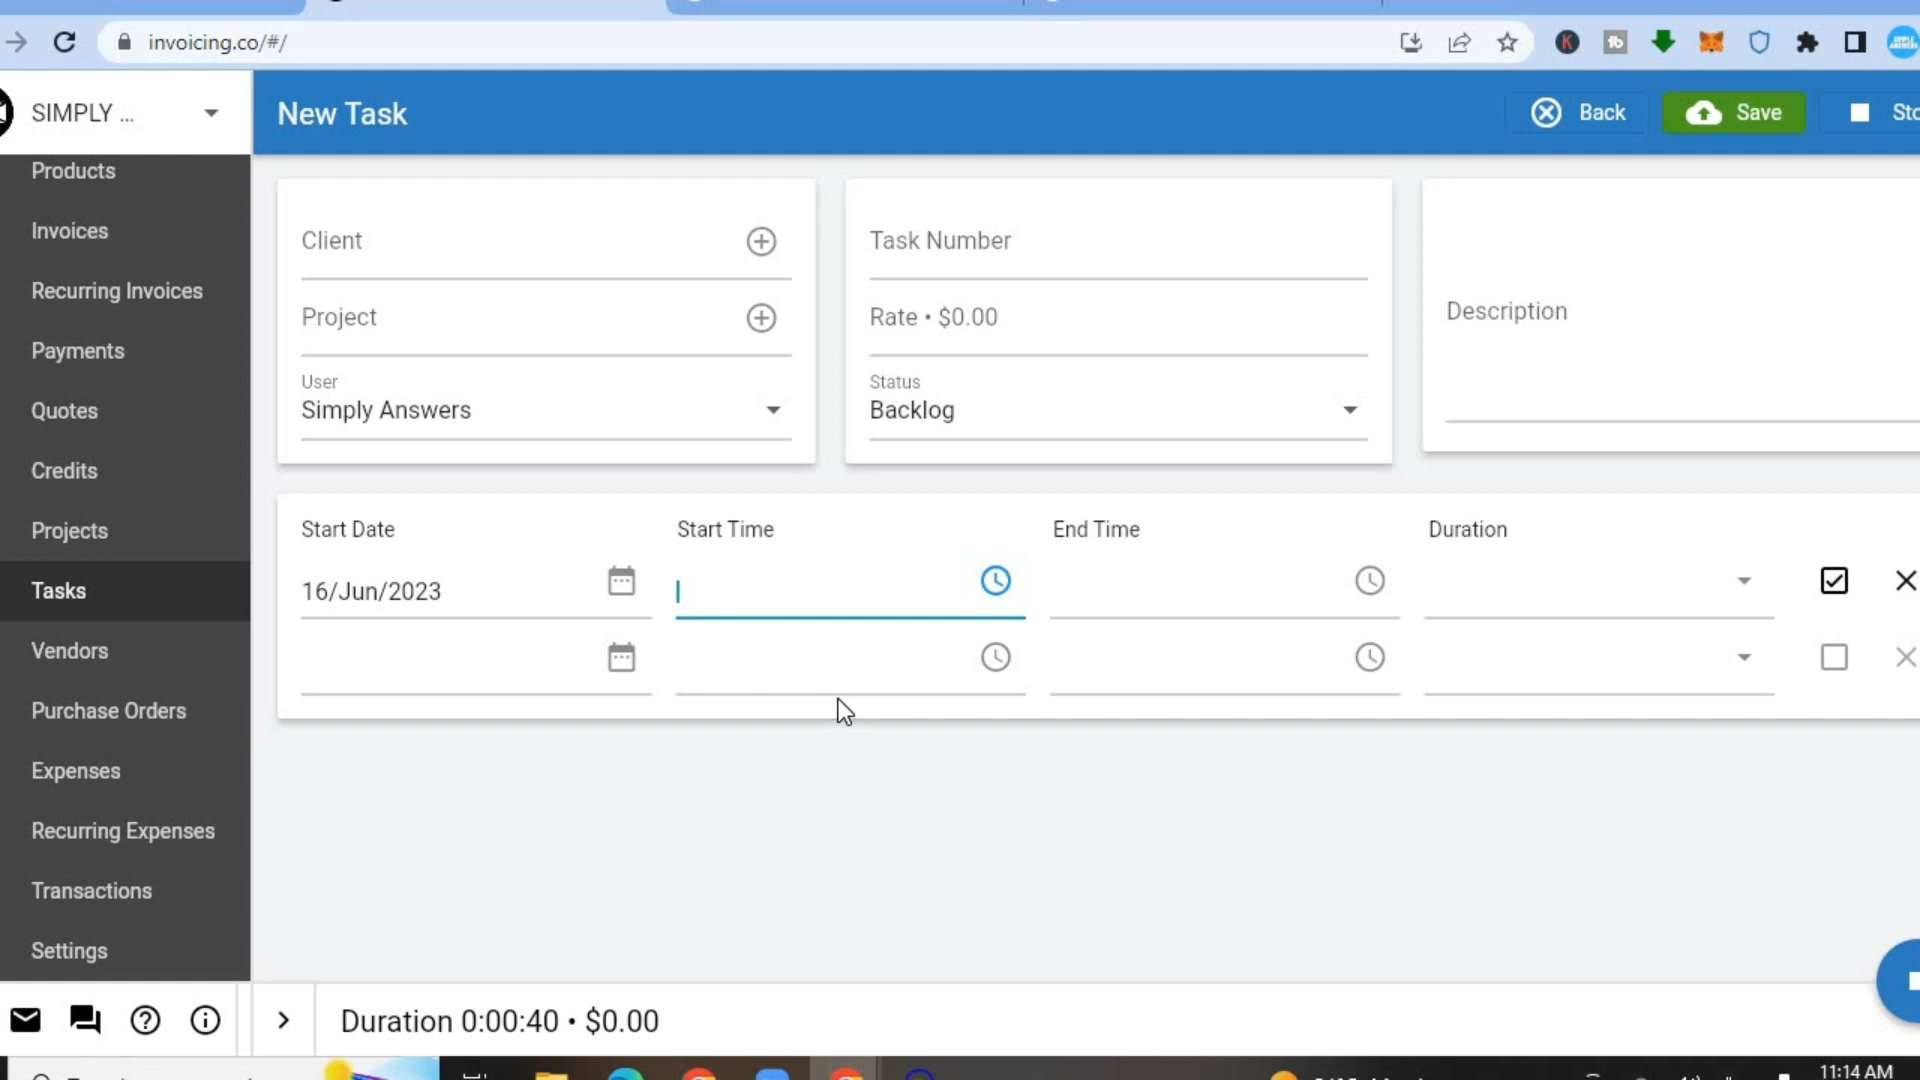 invoicing.co/#/
SIMPLY ...
New Task
Back
Save
Products
Invoices
Recurring Invoices
Payments
Quotes
Credits
Projects
Tasks
Vendors
Purchase Orders
Expenses
Recurring Expenses
Transactions
Settings
Client
Project
User
Simply Answers
Task Number
Rate • $0.00
Status
Backlog
Description
Start Date
Start Time
End Time
Duration
16/Jun/2023
Duration 0:00:40 • $0.00
11:14 AM